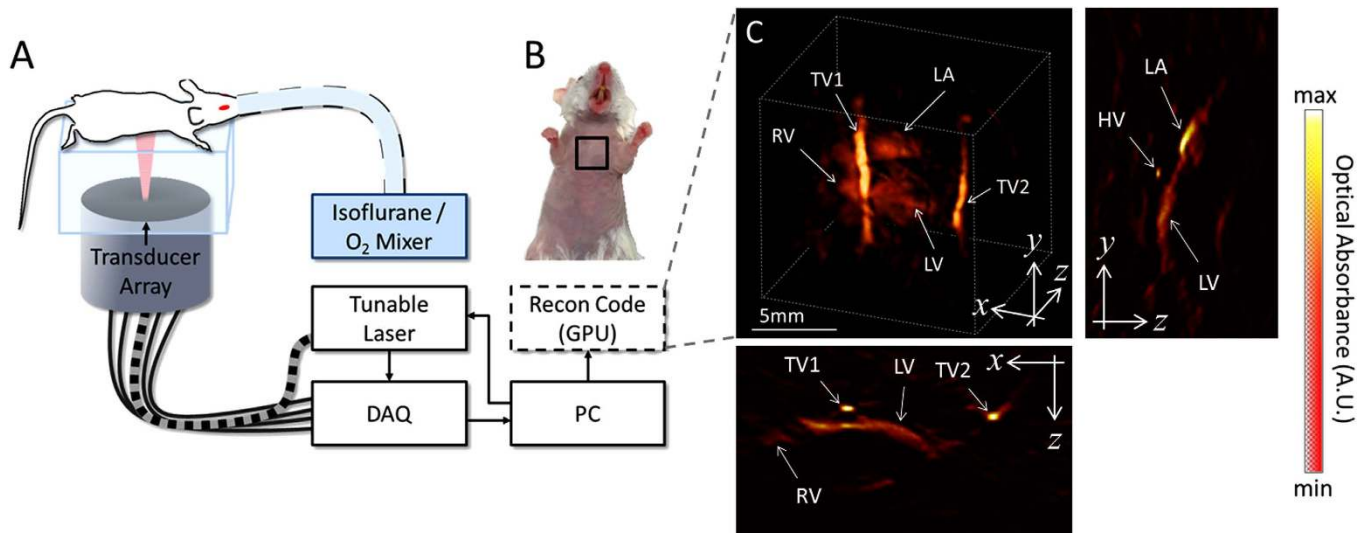 A
B
C
Isoflurane /
O₂ Mixer
Transducer
Array
Tunable
Laser
Recon Code
(GPU)
DAQ
PC
TV1
LA
RV
TV2
LV
y
z
x
5mm
LA
HV
LV
y
z
TV1
LV
TV2
x
z
RV
max
Optical Absorbance (A.U.)
min